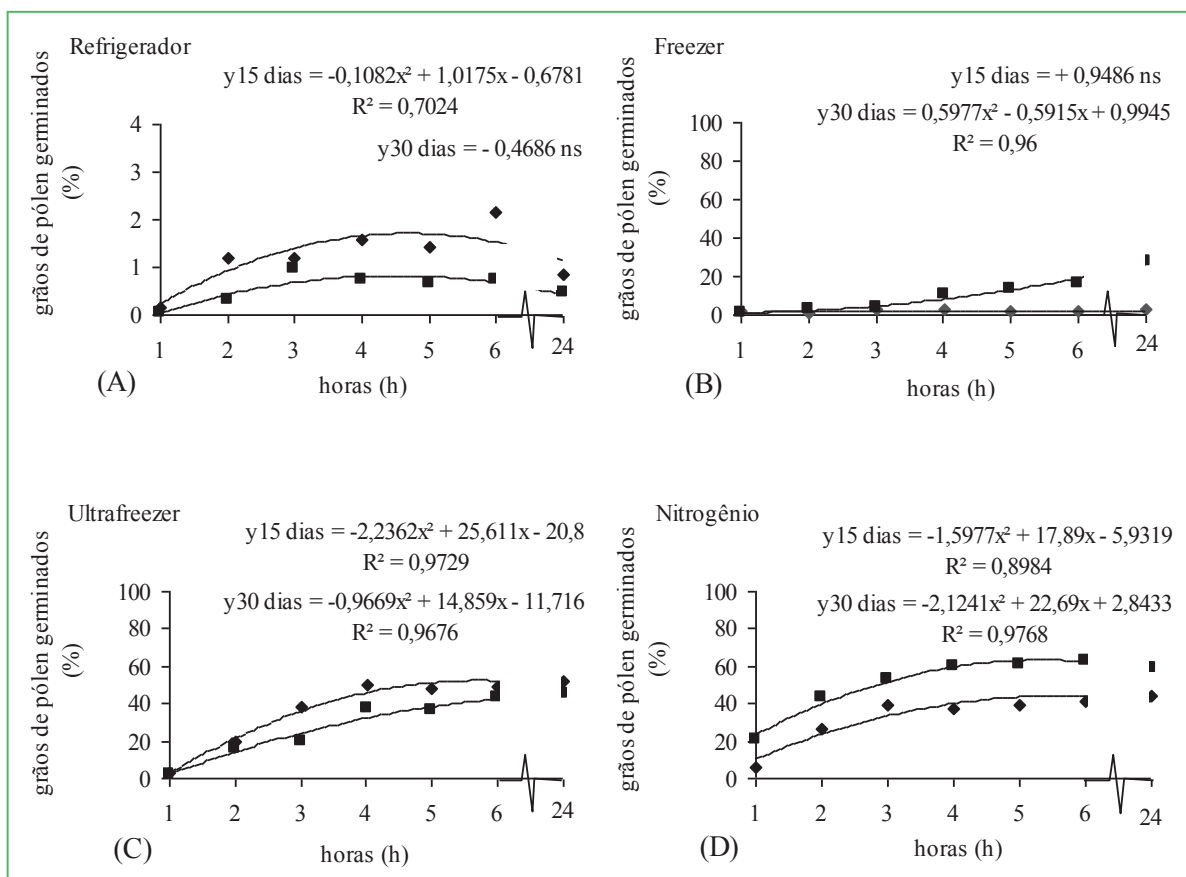 Refrigerador
y15 dias = -0,1082x² + 1,0175x - 0,6781
R² = 0,7024
y30 dias = - 0,4686 ns
grãos de pólen germinados
(%)
4
3
2
1
0
1 2 3 4 5 6 24
horas (h)
(A)
Freezer
y15 dias = + 0,9486 ns
y30 dias = 0,5977x² - 0,5915x + 0,9945
R² = 0,96
grãos de pólen germinados
(%)
100
80
60
40
20
0
1 2 3 4 5 6 24
horas (h)
(B)
Ultrafreezer
y15 dias = -2,2362x² + 25,611x - 20,8
R² = 0,9729
y30 dias = -0,9669x² + 14,859x - 11,716
R² = 0,9676
grãos de pólen germinados
(%)
100
80
60
40
20
0
1 2 3 4 5 6 24
horas (h)
(C)
Nitrogênio
y15 dias = -1,5977x² + 17,89x - 5,9319
R² = 0,8984
y30 dias = -2,1241x² + 22,69x + 2,8433
R² = 0,9768
grãos de pólen germinados
(%)
100
80
60
40
20
0
1 2 3 4 5 6 24
horas (h)
(D)